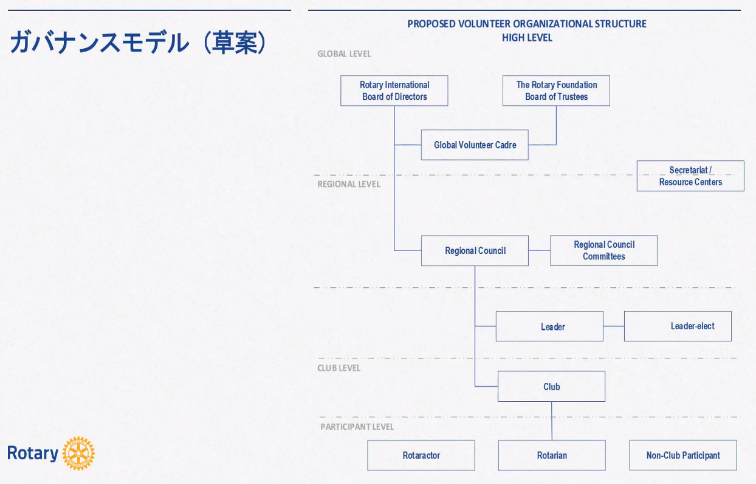 ガバナンスモデル（草案）
PROPOSED VOLUNTEER ORGANIZATIONAL STRUCTURE
HIGH LEVEL
GLOBAL LEVEL
Rotary International
Board of Directors
The Rotary Foundation
Board of Trustees
Global Volunteer Cadre
Secretariat /
Resource Centers
REGIONAL LEVEL
Regional Council
Regional Council
Committees
Leader
Leader-elect
CLUB LEVEL
Club
PARTICIPANT LEVEL
Rotaractor
Rotarian
Non-Club Participant
Rotary